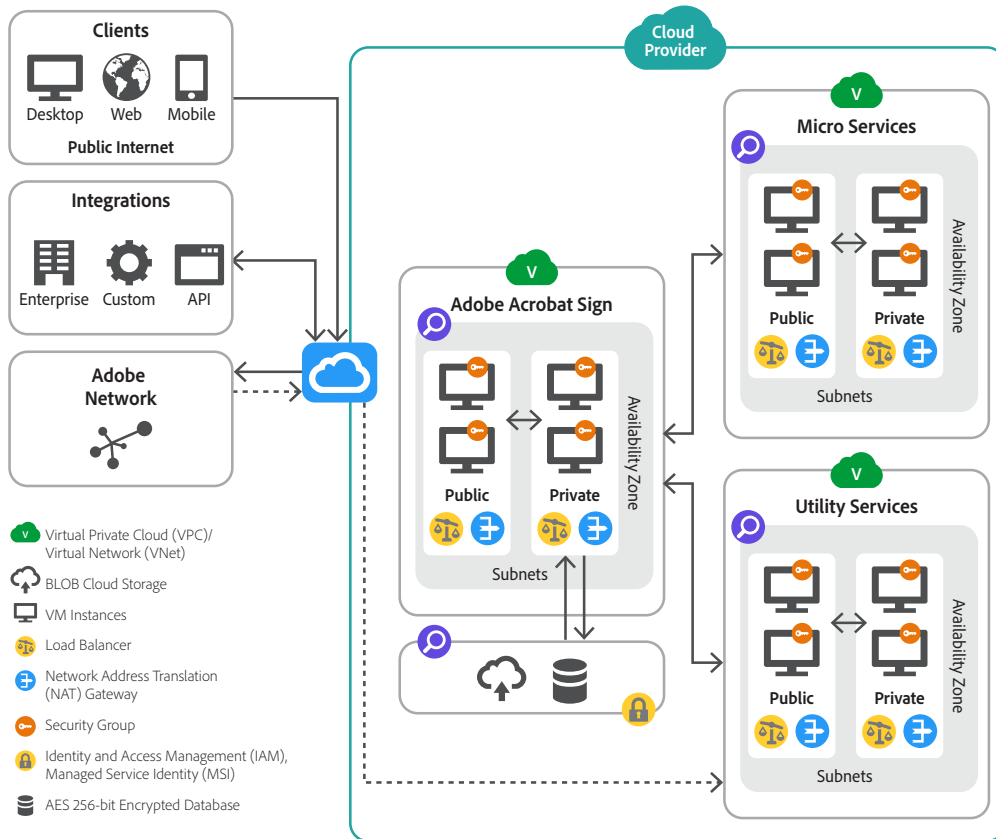 Clients
Desktop
Web
Mobile
Public Internet
Integrations
Enterprise
Custom
API
Adobe
Network
V
Virtual Private Cloud (VPC)/
Virtual Network (VNet)
BLOB Cloud Storage
VM Instances
Load Balancer
Network Address Translation
(NAT) Gateway
Security Group
Identity and Access Management (IAM),
Managed Service Identity (MSI)
AES 256-bit Encrypted Database
Cloud
Provider
V
Adobe Acrobat Sign
Public
Private
Subnets
Availability Zone
V
Micro Services
Public
Private
Subnets
Availability Zone
V
Utility Services
Public
Private
Subnets
Availability Zone